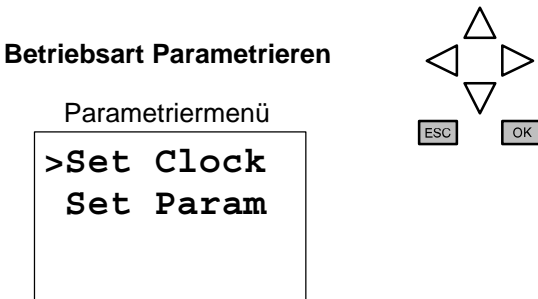 Betriebsart Parametrieren
Parametriermenü
>Set Clock
Set Param
ESC OK